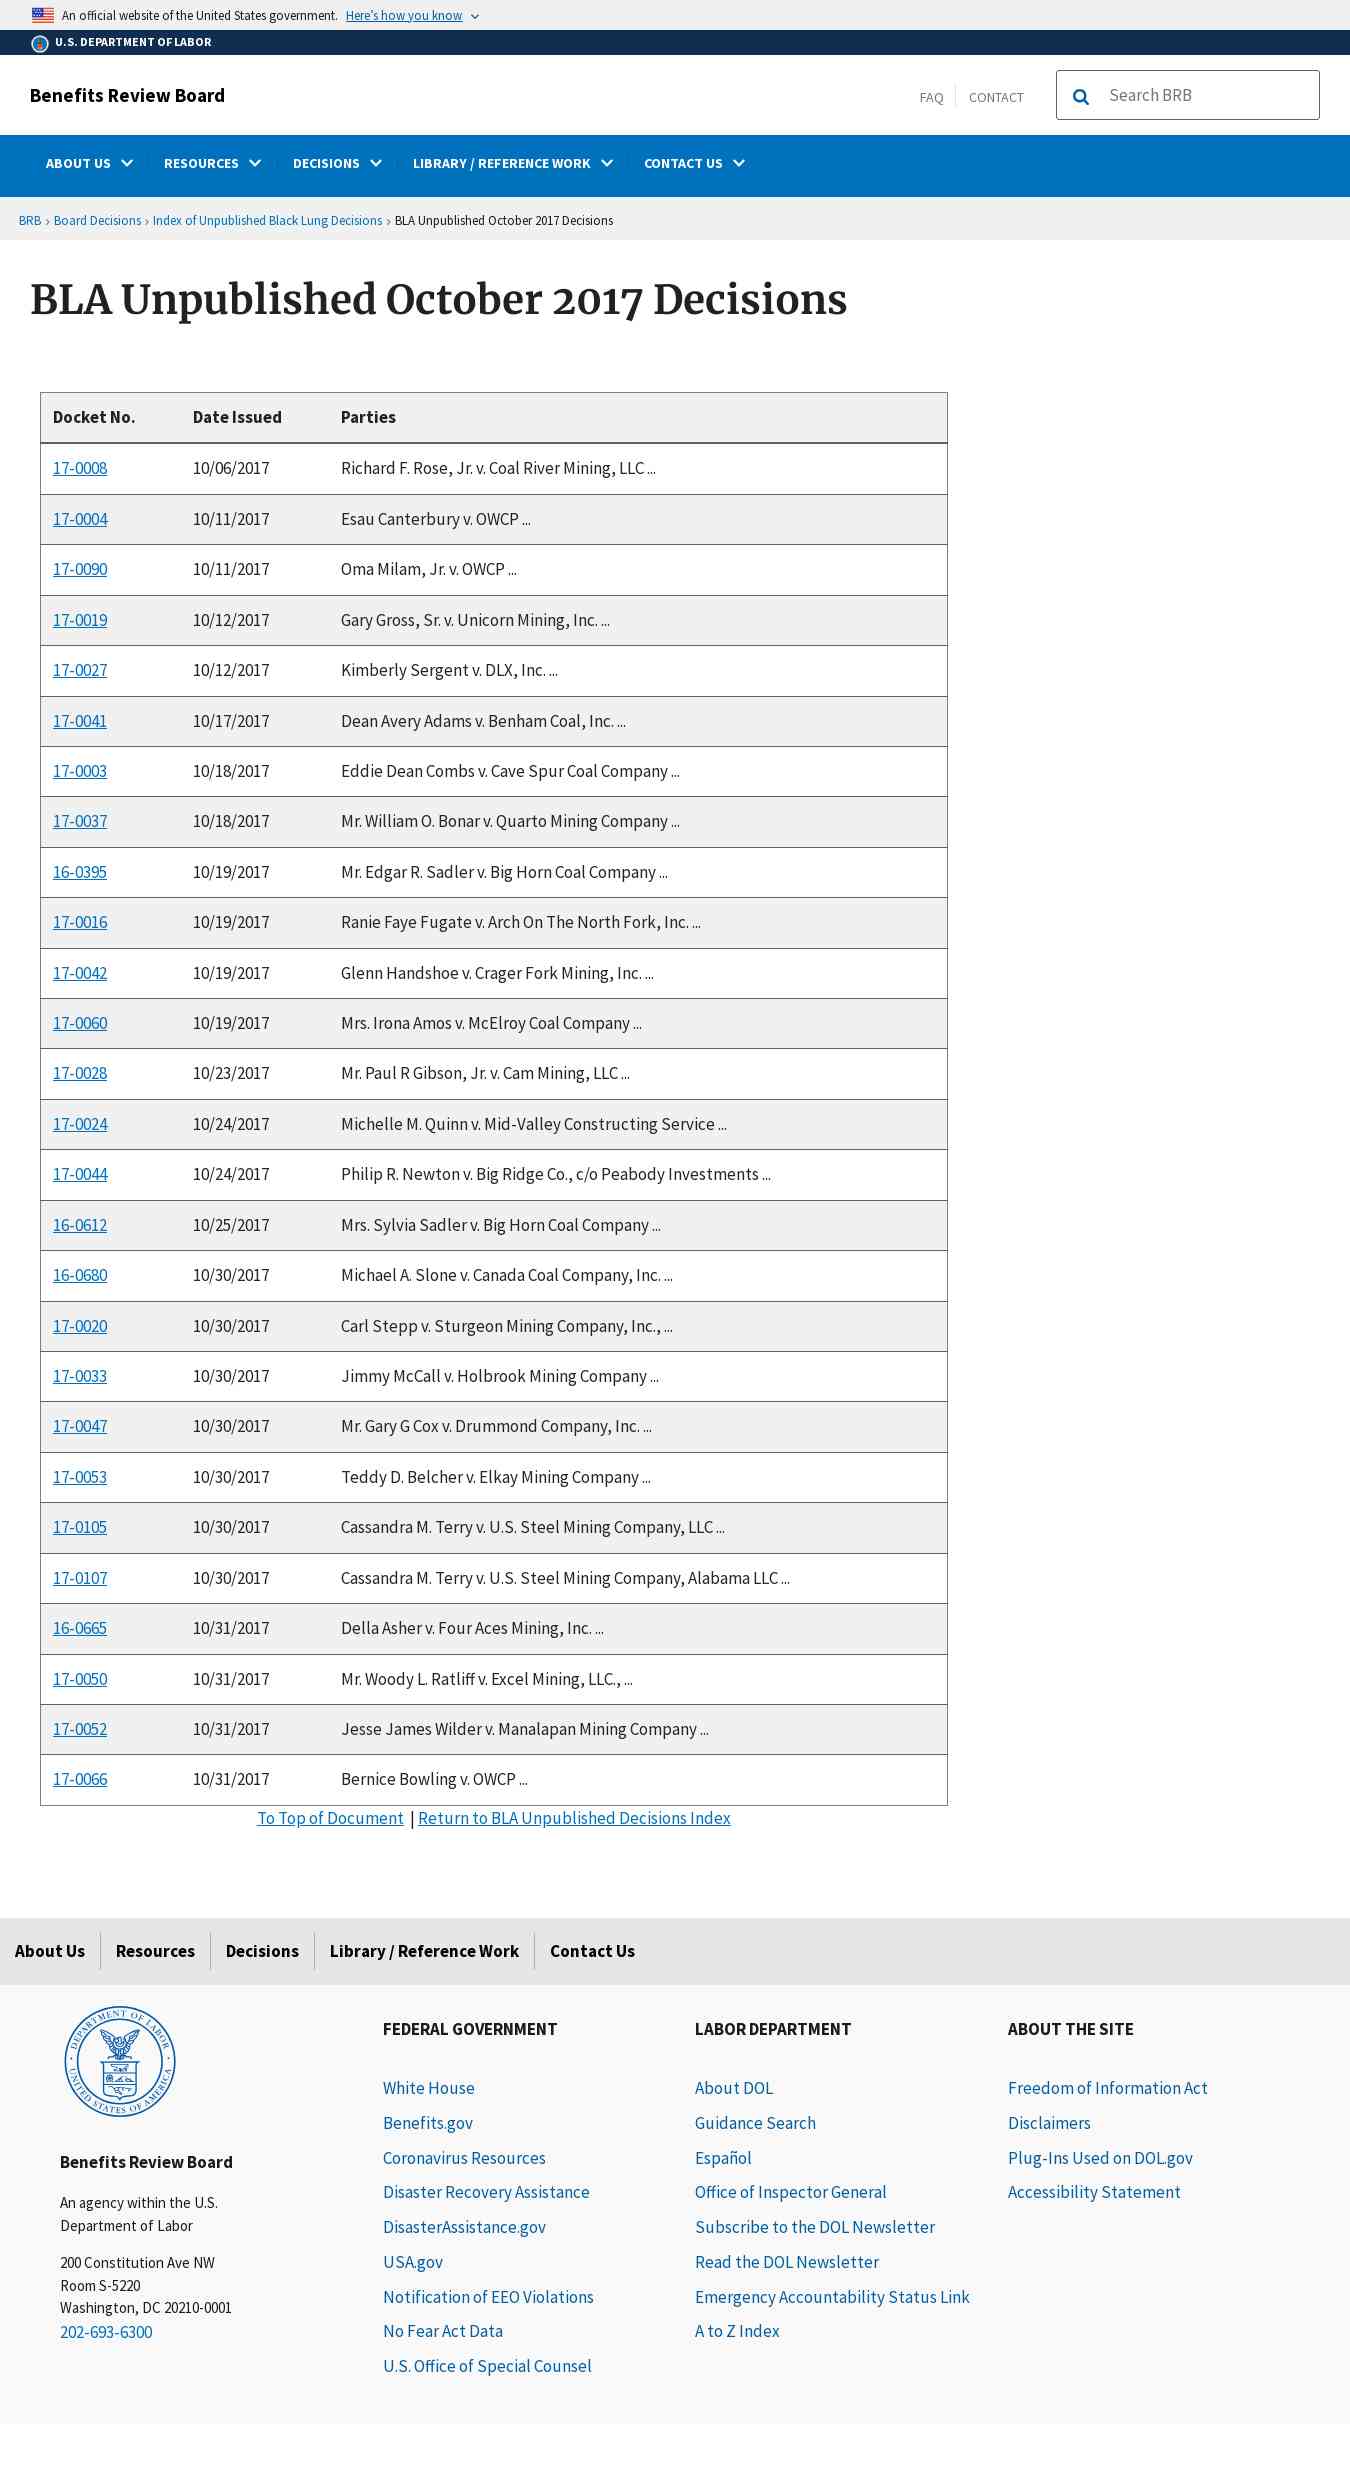 An official website of the United States government. Here's how you know
U.S. DEPARTMENT OF LABOR
Benefits Review Board
FAQ CONTACT Search BRB
ABOUT US RESOURCES DECISIONS LIBRARY / REFERENCE WORK CONTACT US
BRB › Board Decisions › Index of Unpublished Black Lung Decisions › BLA Unpublished October 2017 Decisions
BLA Unpublished October 2017 Decisions
Docket No. Date Issued Parties
17-0008 10/06/2017 Richard F. Rose, Jr. v. Coal River Mining, LLC ...
17-0004 10/11/2017 Esau Canterbury v. OWCP ...
17-0090 10/11/2017 Oma Milam, Jr. v. OWCP ...
17-0019 10/12/2017 Gary Gross, Sr. v. Unicorn Mining, Inc. ...
17-0027 10/12/2017 Kimberly Sergent v. DLX, Inc. ...
17-0041 10/17/2017 Dean Avery Adams v. Benham Coal, Inc. ...
17-0003 10/18/2017 Eddie Dean Combs v. Cave Spur Coal Company ...
17-0037 10/18/2017 Mr. William O. Bonar v. Quarto Mining Company ...
16-0395 10/19/2017 Mr. Edgar R. Sadler v. Big Horn Coal Company ...
17-0016 10/19/2017 Ranie Faye Fugate v. Arch On The North Fork, Inc. ...
17-0042 10/19/2017 Glenn Handshoe v. Crager Fork Mining, Inc. ...
17-0060 10/19/2017 Mrs. Irona Amos v. McElroy Coal Company ...
17-0028 10/23/2017 Mr. Paul R Gibson, Jr. v. Cam Mining, LLC ...
17-0024 10/24/2017 Michelle M. Quinn v. Mid-Valley Constructing Service ...
17-0044 10/24/2017 Philip R. Newton v. Big Ridge Co., c/o Peabody Investments ...
16-0612 10/25/2017 Mrs. Sylvia Sadler v. Big Horn Coal Company ...
16-0680 10/30/2017 Michael A. Slone v. Canada Coal Company, Inc. ...
17-0020 10/30/2017 Carl Stepp v. Sturgeon Mining Company, Inc., ...
17-0033 10/30/2017 Jimmy McCall v. Holbrook Mining Company ...
17-0047 10/30/2017 Mr. Gary G Cox v. Drummond Company, Inc. ...
17-0053 10/30/2017 Teddy D. Belcher v. Elkay Mining Company ...
17-0105 10/30/2017 Cassandra M. Terry v. U.S. Steel Mining Company, LLC ...
17-0107 10/30/2017 Cassandra M. Terry v. U.S. Steel Mining Company, Alabama LLC ...
16-0665 10/31/2017 Della Asher v. Four Aces Mining, Inc. ...
17-0050 10/31/2017 Mr. Woody L. Ratliff v. Excel Mining, LLC., ...
17-0052 10/31/2017 Jesse James Wilder v. Manalapan Mining Company ...
17-0066 10/31/2017 Bernice Bowling v. OWCP ...
To Top of Document | Return to BLA Unpublished Decisions Index
About Us Resources Decisions Library / Reference Work Contact Us
DEPARTMENT OF LABOR
UNITED STATES OF AMERICA
Benefits Review Board
An agency within the U.S.
Department of Labor
200 Constitution Ave NW
Room S-5220
Washington, DC 20210-0001
202-693-6300
FEDERAL GOVERNMENT
White House
Benefits.gov
Coronavirus Resources
Disaster Recovery Assistance
DisasterAssistance.gov
USA.gov
Notification of EEO Violations
No Fear Act Data
U.S. Office of Special Counsel
LABOR DEPARTMENT
About DOL
Guidance Search
Español
Office of Inspector General
Subscribe to the DOL Newsletter
Read the DOL Newsletter
Emergency Accountability Status Link
A to Z Index
ABOUT THE SITE
Freedom of Information Act
Disclaimers
Plug-Ins Used on DOL.gov
Accessibility Statement